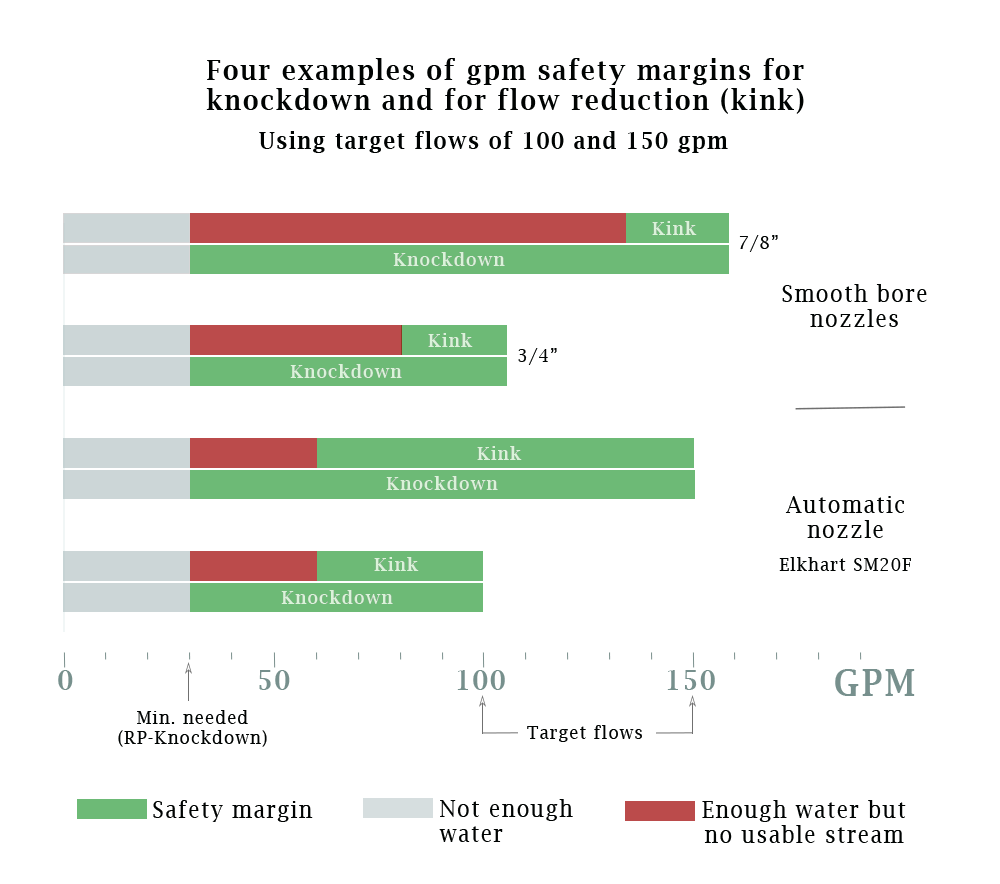 Four examples of gpm safety margins for
knockdown and for flow reduction (kink)
Using target flows of 100 and 150 gpm
Kink
7/8”
Knockdown
Smooth bore
nozzles
Kink
3/4”
Knockdown
Kink
Knockdown
Automatic
nozzle
Elkhart SM20F
Kink
Knockdown
0 50 100 150 GPM
Min. needed
(RP-Knockdown)
Target flows
Safety margin
Not enough
water
Enough water but
no usable stream